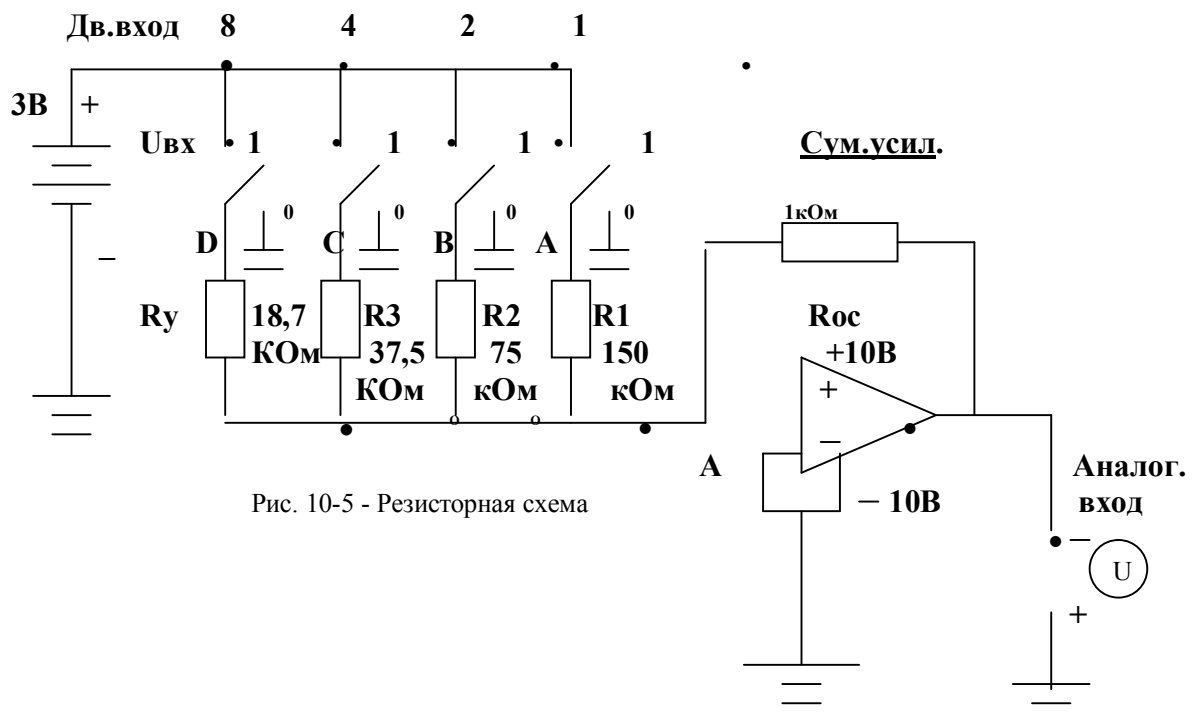 Дв.вход 8 4 2 1
3В +
Uвх 1 1 1 1
Сум.усил.
0 0 0 0
1кОм
D C B A
−
Rу 18,7 R3 R2 R1
КОм 37,5 75 150
КОм кОм кОм
Rос
+10В
+
−
A
− 10В
Аналог.
вход
−
U
+
Рис. 10-5 - Резисторная схема